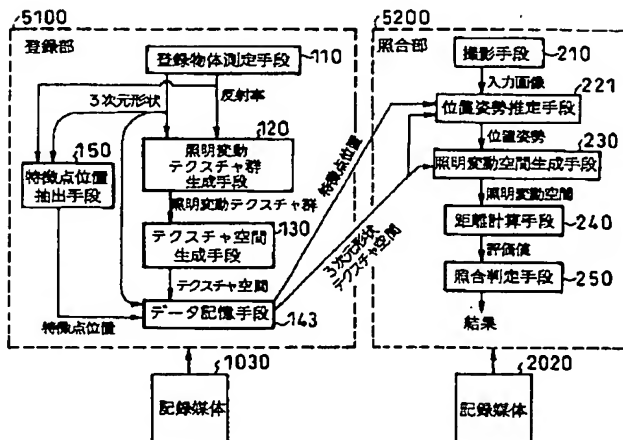 5100
登録部
登録物体測定手段
110
3次元形状
反射率
150
特徴点位置
抽出手段
120
照明変動
テクスチャ群
生成手段
照明変動テクスチャ群
130
テクスチャ空間
生成手段
テクスチャ空間
データ記憶手段
143
特徴点位置
1030
記録媒体
特徴点位置
3次元形状
テクスチャ空間
5200
照合部
撮影手段
210
入力画像
221
位置姿勢推定手段
位置姿勢
230
照明変動空間生成手段
照明変動空間
距離計算手段
240
評価値
照合判定手段
250
結果
2020
記録媒体